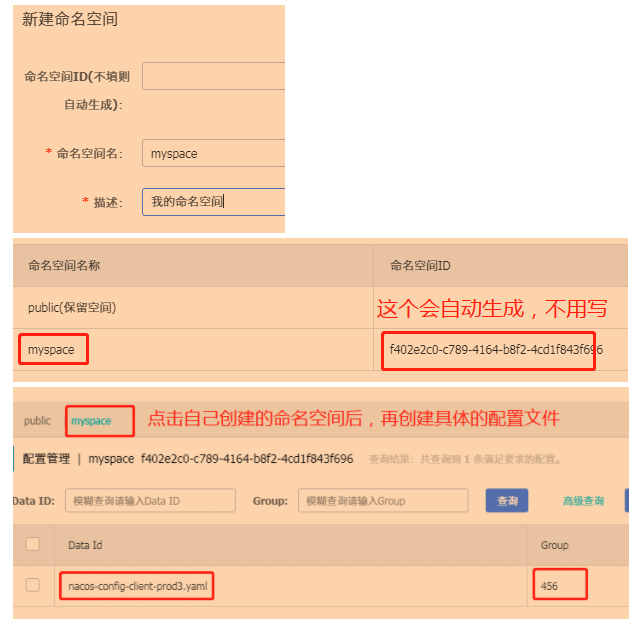 新建命名空间
命名空间ID(不填则
自动生成):
* 命名空间名: myspace
* 描述: 我的命名空间
命名空间名称 命名空间ID
public(保留空间) 这个会自动生成，不用写
myspace f402e2c0-c789-4164-b8f2-4cd1f843f696
public myspace 点击自己创建的命名空间后，再创建具体的配置文件
配置管理 | myspace f402e2c0-c789-4164-b8f2-4cd1f843f696 查询结果: 共查询到 1 条满足要求的配置。
Data ID: 模糊查询请输入Data ID Group: 模糊查询请输入Group 查询 高级查询
Data Id Group
nacos-config-client-prod3.yaml 456